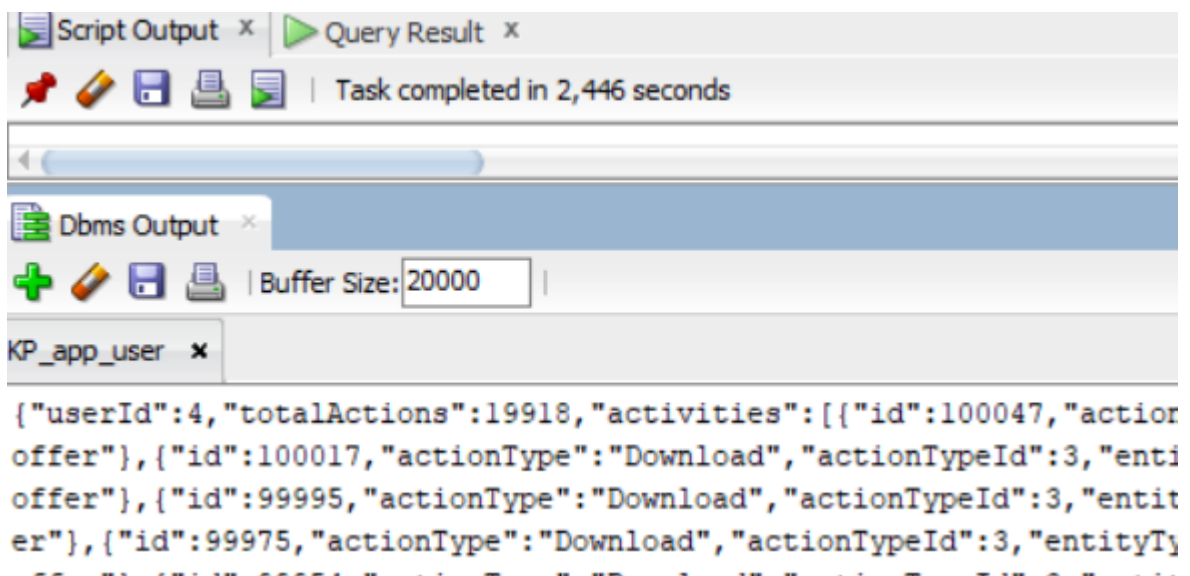 Script Output x Query Result x
Task completed in 2,446 seconds
Dbms Output x
Buffer Size: 20000
KP_app_user x
{"userId":4,"totalActions":19918,"activities":[{"id":100047,"action
offer"},{"id":100017,"actionType":"Download","actionTypeId":3,"enti
offer"},{"id":99995,"actionType":"Download","actionTypeId":3,"entit
er"},{"id":99975,"actionType":"Download","actionTypeId":3,"entityTy